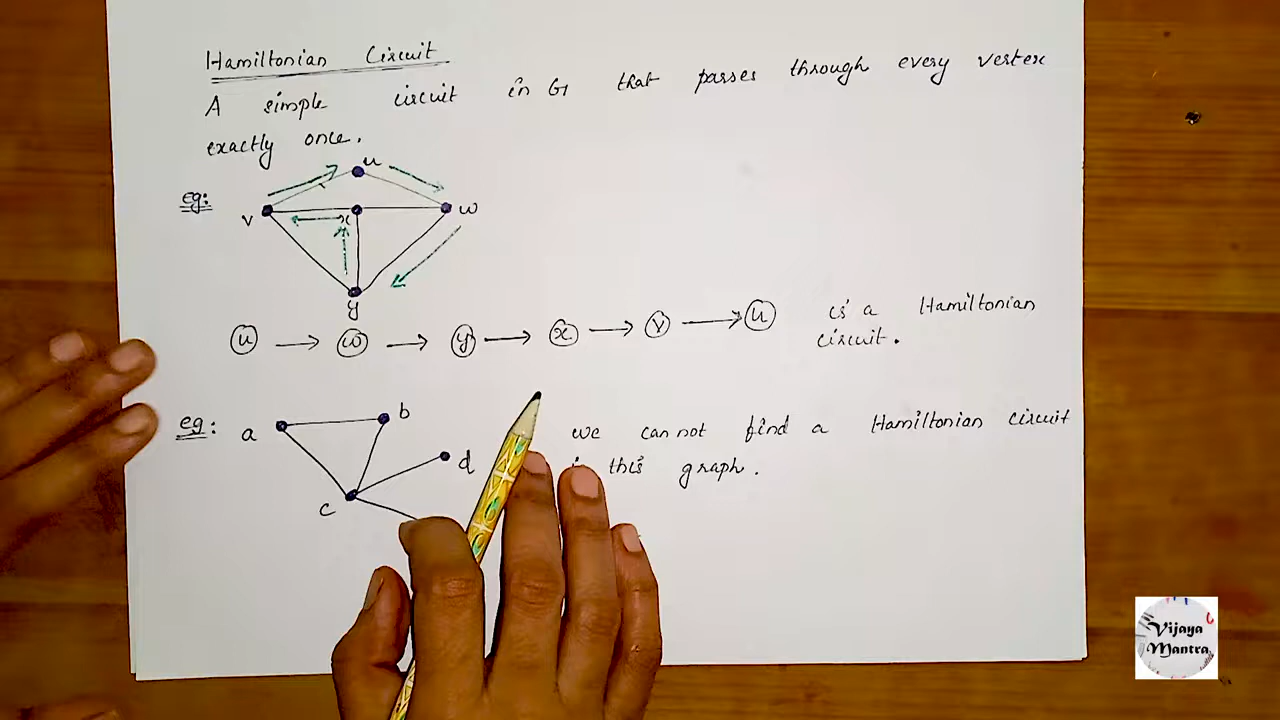 Hamiltonian Circuit
A simple circuit in G that passes through every vertex
exactly once.
eg:
u
v x w
y
u → w → y → x → v → u is a Hamiltonian
circuit.
eg:
a b
d
c
we can not find a Hamiltonian circuit
this graph.
Vijaya
Mantra